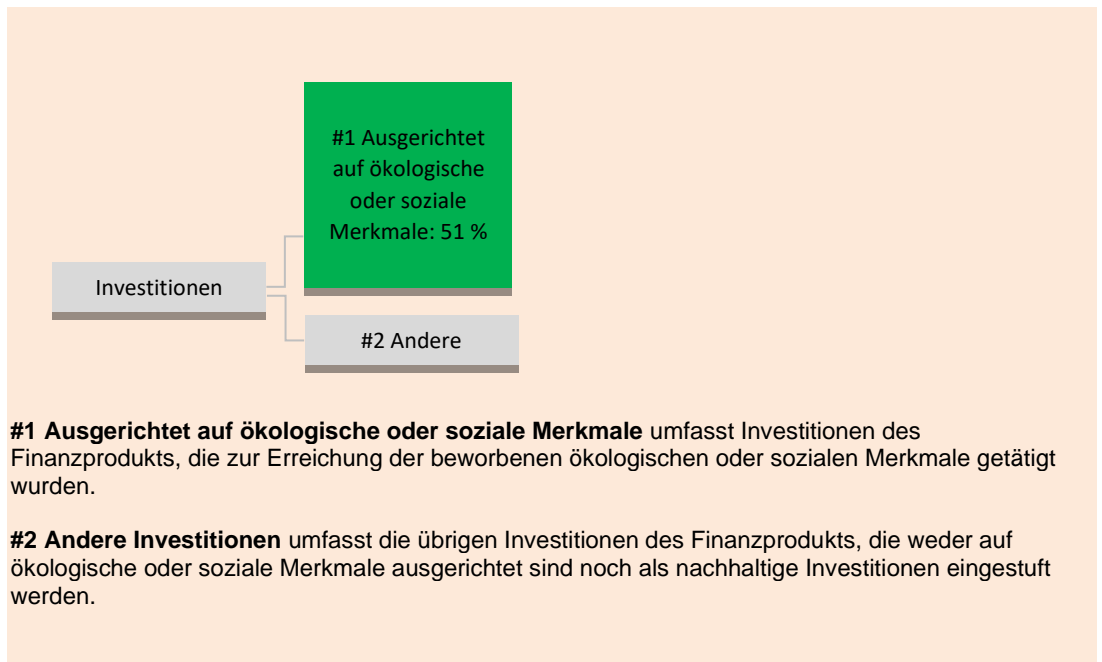 #1 Ausgerichtet
auf ökologische
oder soziale
Merkmale: 51 %
Investitionen
#2 Andere
#1 Ausgerichtet auf ökologische oder soziale Merkmale umfasst Investitionen des
Finanzprodukts, die zur Erreichung der beworbenen ökologischen oder sozialen Merkmale getätigt
wurden.
#2 Andere Investitionen umfasst die übrigen Investitionen des Finanzprodukts, die weder auf
ökologische oder soziale Merkmale ausgerichtet sind noch als nachhaltige Investitionen eingestuft
werden.